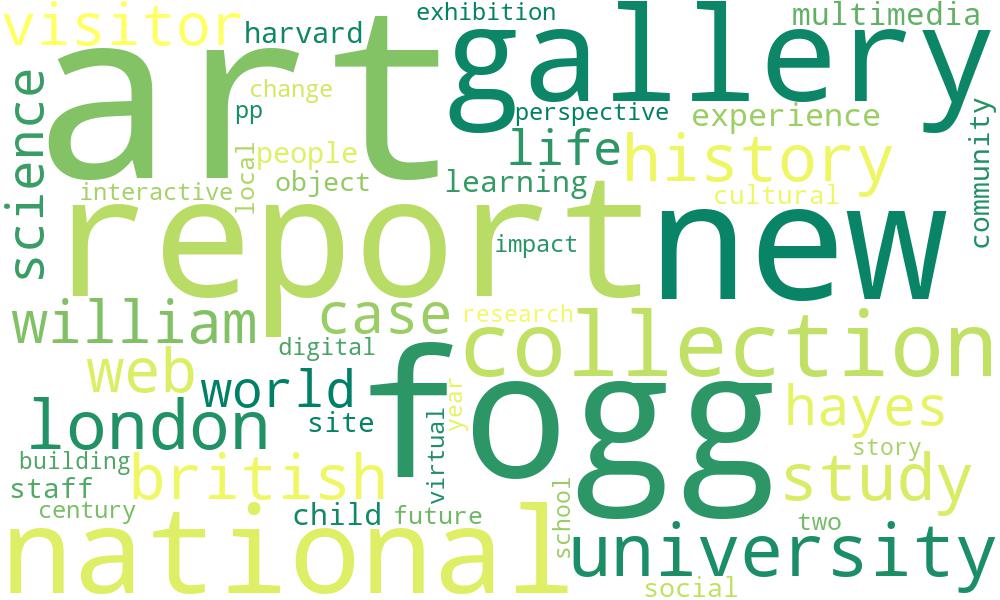 exhibition
multimedia
visitor
harvard
art
gallery
science
change
pp
perspective
experience
community
life
history
people
local
interactive
object
learning
cultural
report
new
impact
william
case
research
collection
digital
web
world
fogg
year
hayes
london
site
virtual
story
building
british
study
staff
century
child
future
school
two
national
university
social